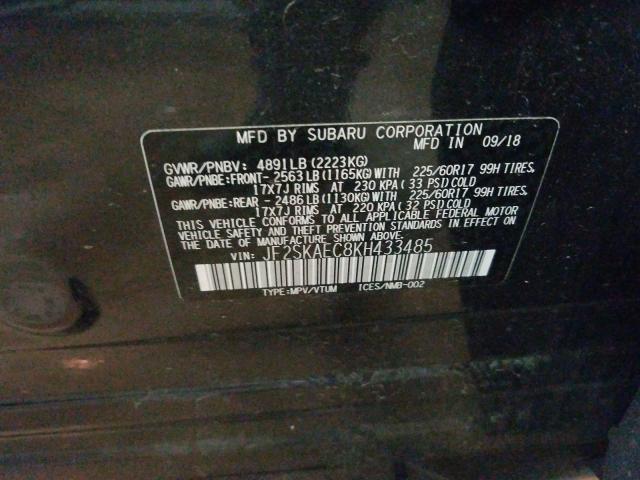 MFD BY SUBARU CORPORATION
MFD IN 09/18
GVWR/PNBV: 4891LB (2223KG)
GAWR/PNBE:FRONT- 2563LB(1165KG)WITH 225/60R17 99H TIRES,
17X7J RIMS AT 230 KPA(33 PSI)COLD
GAWR/PNBE:REAR - 2486LB(1130KG)WITH 225/60R17 99H TIRES,
17X7J RIMS AT 220 KPA(32 PSI)COLD
THIS VEHICLE CONFORMS TO ALL APPLICABLE FEDERAL MOTOR
VEHICLE SAFETY AND THEFT PREVENTION STANDARDS IN EFFECT ON
THE DATE OF MANUFACTURE SHOWN ABOVE.
VIN: JF2SKAEC8KH433485
TYPE:MPV/VTUM ICES/NMB-002